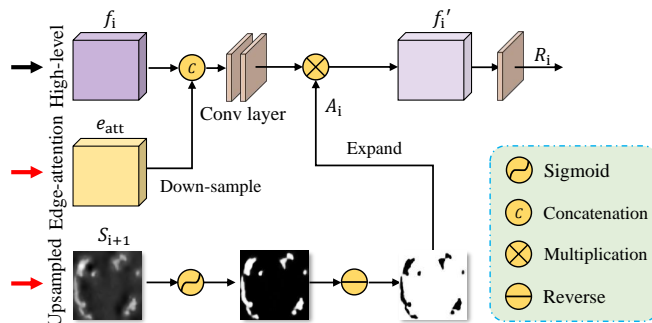 High-level
f_i
C
Conv layer
A_i
f_i′
R_i
Edge-attention
e_att
Down-sample
Expand
Upsampled
S_{i+1}
Sigmoid
C
Concatenation
Multiplication
Reverse